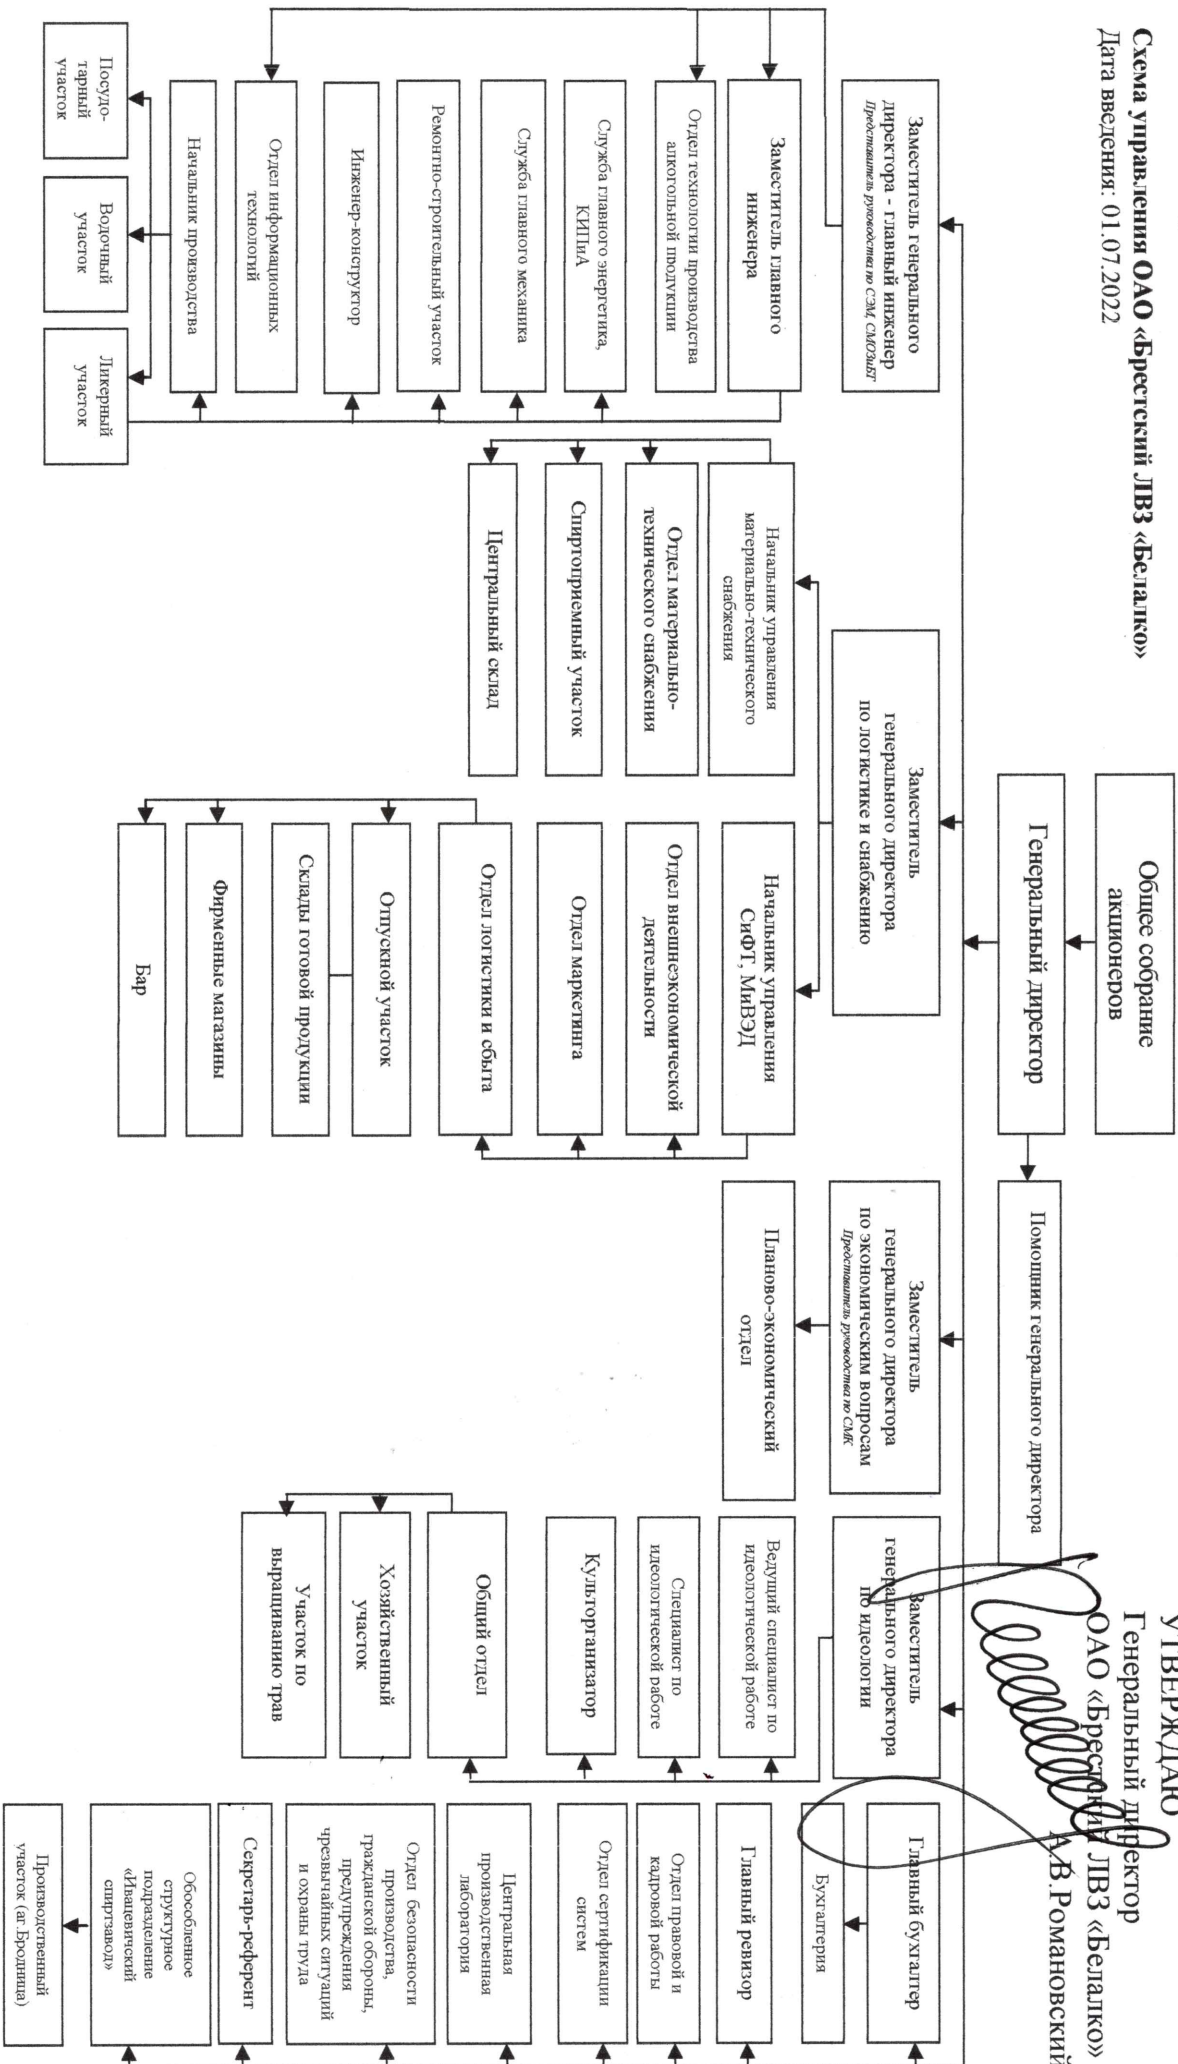 УТВЕРЖДАЮ
Генеральный директор
ОАО «Брестский ЛВЗ «Белалко»
А.В.Романовский
Схема управления ОАО «Брестский ЛВЗ «Белалко»
Дата введения: 01.07.2022
Общее собрание
акционеров
Генеральный директор
Помощник генерального директора
Заместитель генерального
директора - главный инженер
Представитель руководства по СЭМ, СМОЗиБТ
Заместитель главного
инженера
Отдел технологии производства
алкогольной продукции
Служба главного энергетика,
КИПиА
Служба главного механика
Ремонтно-строительный участок
Инженер-конструктор
Отдел информационных
технологий
Начальник производства
Посудо-
тарный
участок
Водочный
участок
Ликерный
участок
Заместитель
генерального директора
по логистике и снабжению
Начальник управления
материально-технического
снабжения
Отдел материально-
технического снабжения
Спиртоприемный участок
Центральный склад
Начальник управления
СиФТ, МиВЭД
Отдел внешнеэкономической
деятельности
Отдел маркетинга
Отдел логистики и сбыта
Отпускной участок
Склады готовой продукции
Фирменные магазины
Бар
Заместитель
генерального директора
по экономическим вопросам
Представитель руководства по СМК
Планово-экономический
отдел
Заместитель
генерального директора
по идеологии
Ведущий специалист по
идеологической работе
Специалист по
идеологической работе
Культорганизатор
Общий отдел
Хозяйственный
участок
Участок по
выращиванию трав
Главный бухгалтер
Бухгалтерия
Главный ревизор
Отдел правовой и
кадровой работы
Отдел сертификации
систем
Центральная
производственная
лаборатория
Отдел безопасности
производства,
гражданской обороны,
предупреждения
чрезвычайных ситуаций
и охраны труда
Секретарь-референт
Обособленное
структурное
подразделение
«Ивацевичский
спиртзавод»
Производственный
участок (аг.Бродница)